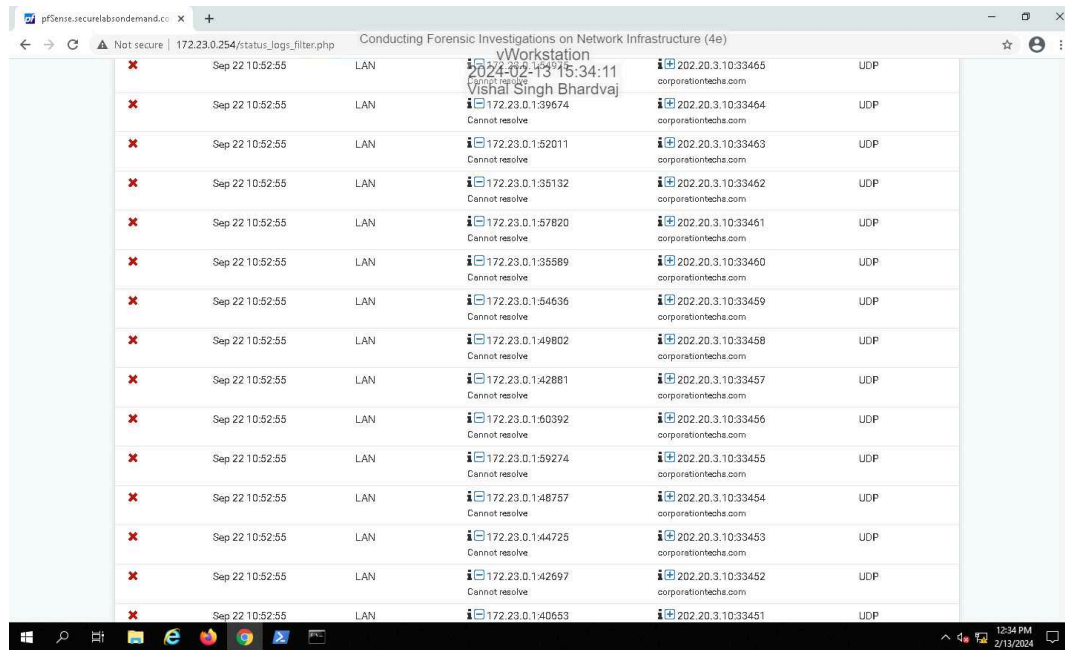 pfSense.securelabsondemand.co
Not secure | 172.23.0.254/status_logs_filter.php
Conducting Forensic Investigations on Network Infrastructure (4e)
vWorkstation
2024-02-13 15:34:11
Vishal Singh Bhardvaj
Sep 22 10:52:55 LAN 172.23.0.1:54975 202.20.3.10:33465 UDP
Cannot resolve corporationtechs.com
Sep 22 10:52:55 LAN 172.23.0.1:39674 202.20.3.10:33464 UDP
Cannot resolve corporationtechs.com
Sep 22 10:52:55 LAN 172.23.0.1:52011 202.20.3.10:33463 UDP
Cannot resolve corporationtechs.com
Sep 22 10:52:55 LAN 172.23.0.1:35132 202.20.3.10:33462 UDP
Cannot resolve corporationtechs.com
Sep 22 10:52:55 LAN 172.23.0.1:57820 202.20.3.10:33461 UDP
Cannot resolve corporationtechs.com
Sep 22 10:52:55 LAN 172.23.0.1:35589 202.20.3.10:33460 UDP
Cannot resolve corporationtechs.com
Sep 22 10:52:55 LAN 172.23.0.1:54636 202.20.3.10:33459 UDP
Cannot resolve corporationtechs.com
Sep 22 10:52:55 LAN 172.23.0.1:49802 202.20.3.10:33458 UDP
Cannot resolve corporationtechs.com
Sep 22 10:52:55 LAN 172.23.0.1:42881 202.20.3.10:33457 UDP
Cannot resolve corporationtechs.com
Sep 22 10:52:55 LAN 172.23.0.1:60392 202.20.3.10:33456 UDP
Cannot resolve corporationtechs.com
Sep 22 10:52:55 LAN 172.23.0.1:59274 202.20.3.10:33455 UDP
Cannot resolve corporationtechs.com
Sep 22 10:52:55 LAN 172.23.0.1:48757 202.20.3.10:33454 UDP
Cannot resolve corporationtechs.com
Sep 22 10:52:55 LAN 172.23.0.1:44725 202.20.3.10:33453 UDP
Cannot resolve corporationtechs.com
Sep 22 10:52:55 LAN 172.23.0.1:42697 202.20.3.10:33452 UDP
Cannot resolve corporationtechs.com
Sep 22 10:52:55 LAN 172.23.0.1:40653 202.20.3.10:33451 UDP
12:34 PM
2/13/2024